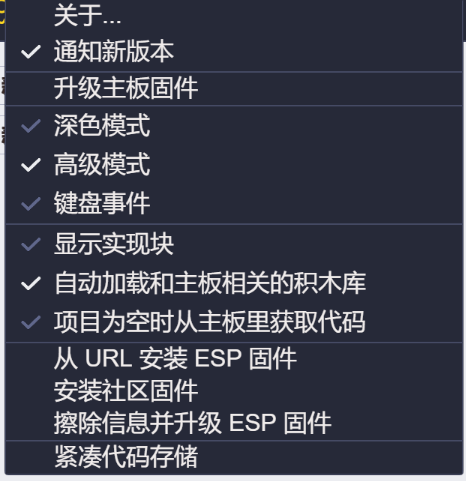 关于...
通知新版本
升级主板固件
深色模式
高级模式
键盘事件
显示实现块
自动加载和主板相关的积木库
项目为空时从主板里获取代码
从 URL 安装 ESP 固件
安装社区固件
擦除信息并升级 ESP 固件
紧凑代码存储